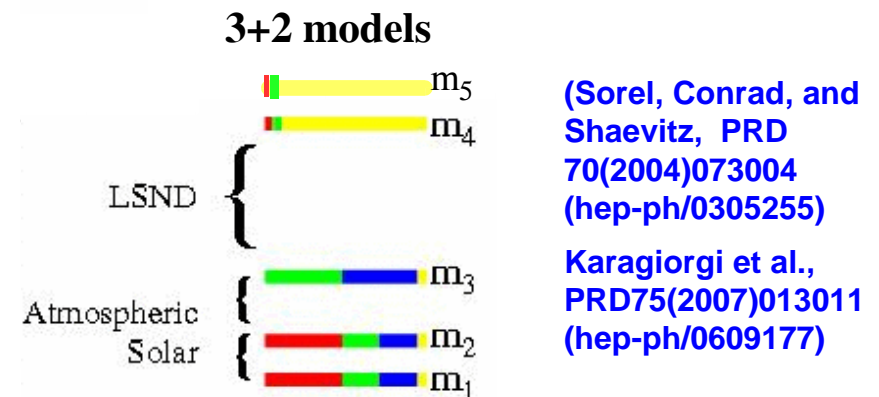 3+2 models
m5
m4
LSND
m3
Atmospheric
Solar
m2
m1
(Sorel, Conrad, and
Shaevitz, PRD
70(2004)073004
(hep-ph/0305255)
Karagiorgi et al.,
PRD75(2007)013011
(hep-ph/0609177)